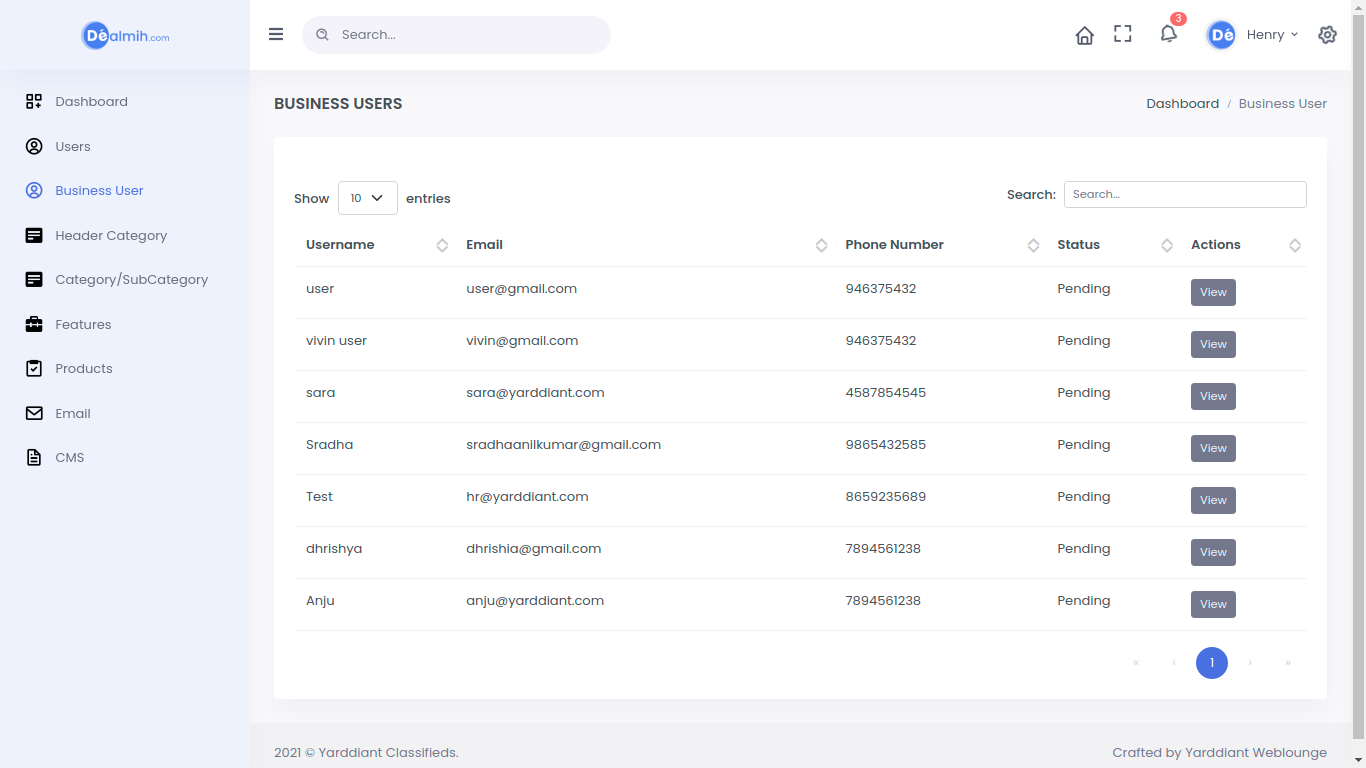 Déalmih.com
Search...
3
Dé
Henry
Dashboard
Users
Business User
Header Category
Category/SubCategory
Features
Products
Email
CMS
BUSINESS USERS
Dashboard / Business User
Show 10 entries
Search: Search...
Username Email Phone Number Status Actions
user user@gmail.com 946375432 Pending View
vivin user vivin@gmail.com 946375432 Pending View
sara sara@yarddiant.com 4587854545 Pending View
Sradha sradhaanilkumar@gmail.com 9865432585 Pending View
Test hr@yarddiant.com 8659235689 Pending View
dhrishya dhrishia@gmail.com 7894561238 Pending View
Anju anju@yarddiant.com 7894561238 Pending View
« ‹ 1 › »
2021 © Yarddiant Classifieds.
Crafted by Yarddiant Weblounge